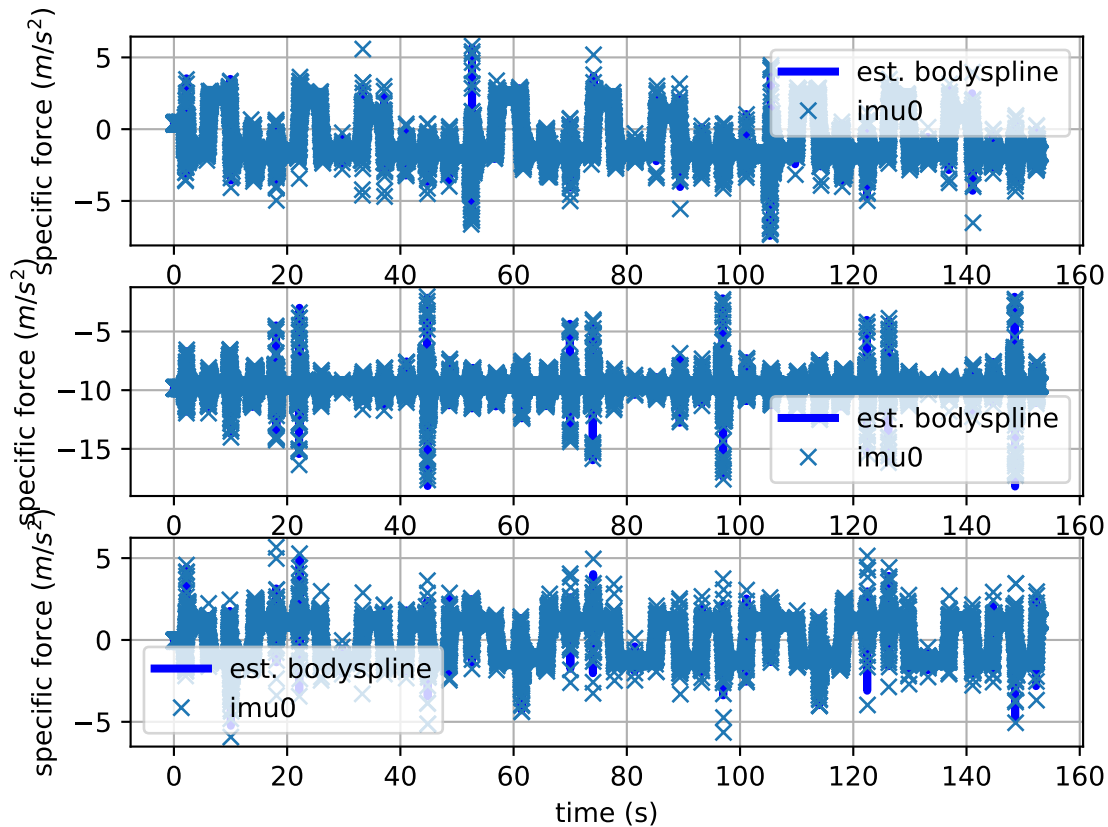 specific force (m/s²)
5
0
−5
est. bodyspline
imu0
0 20 40 60 80 100 120 140 160
specific force (m/s²)
−5
−10
−15
est. bodyspline
imu0
0 20 40 60 80 100 120 140 160
specific force (m/s²)
5
0
−5
est. bodyspline
imu0
0 20 40 60 80 100 120 140 160
time (s)